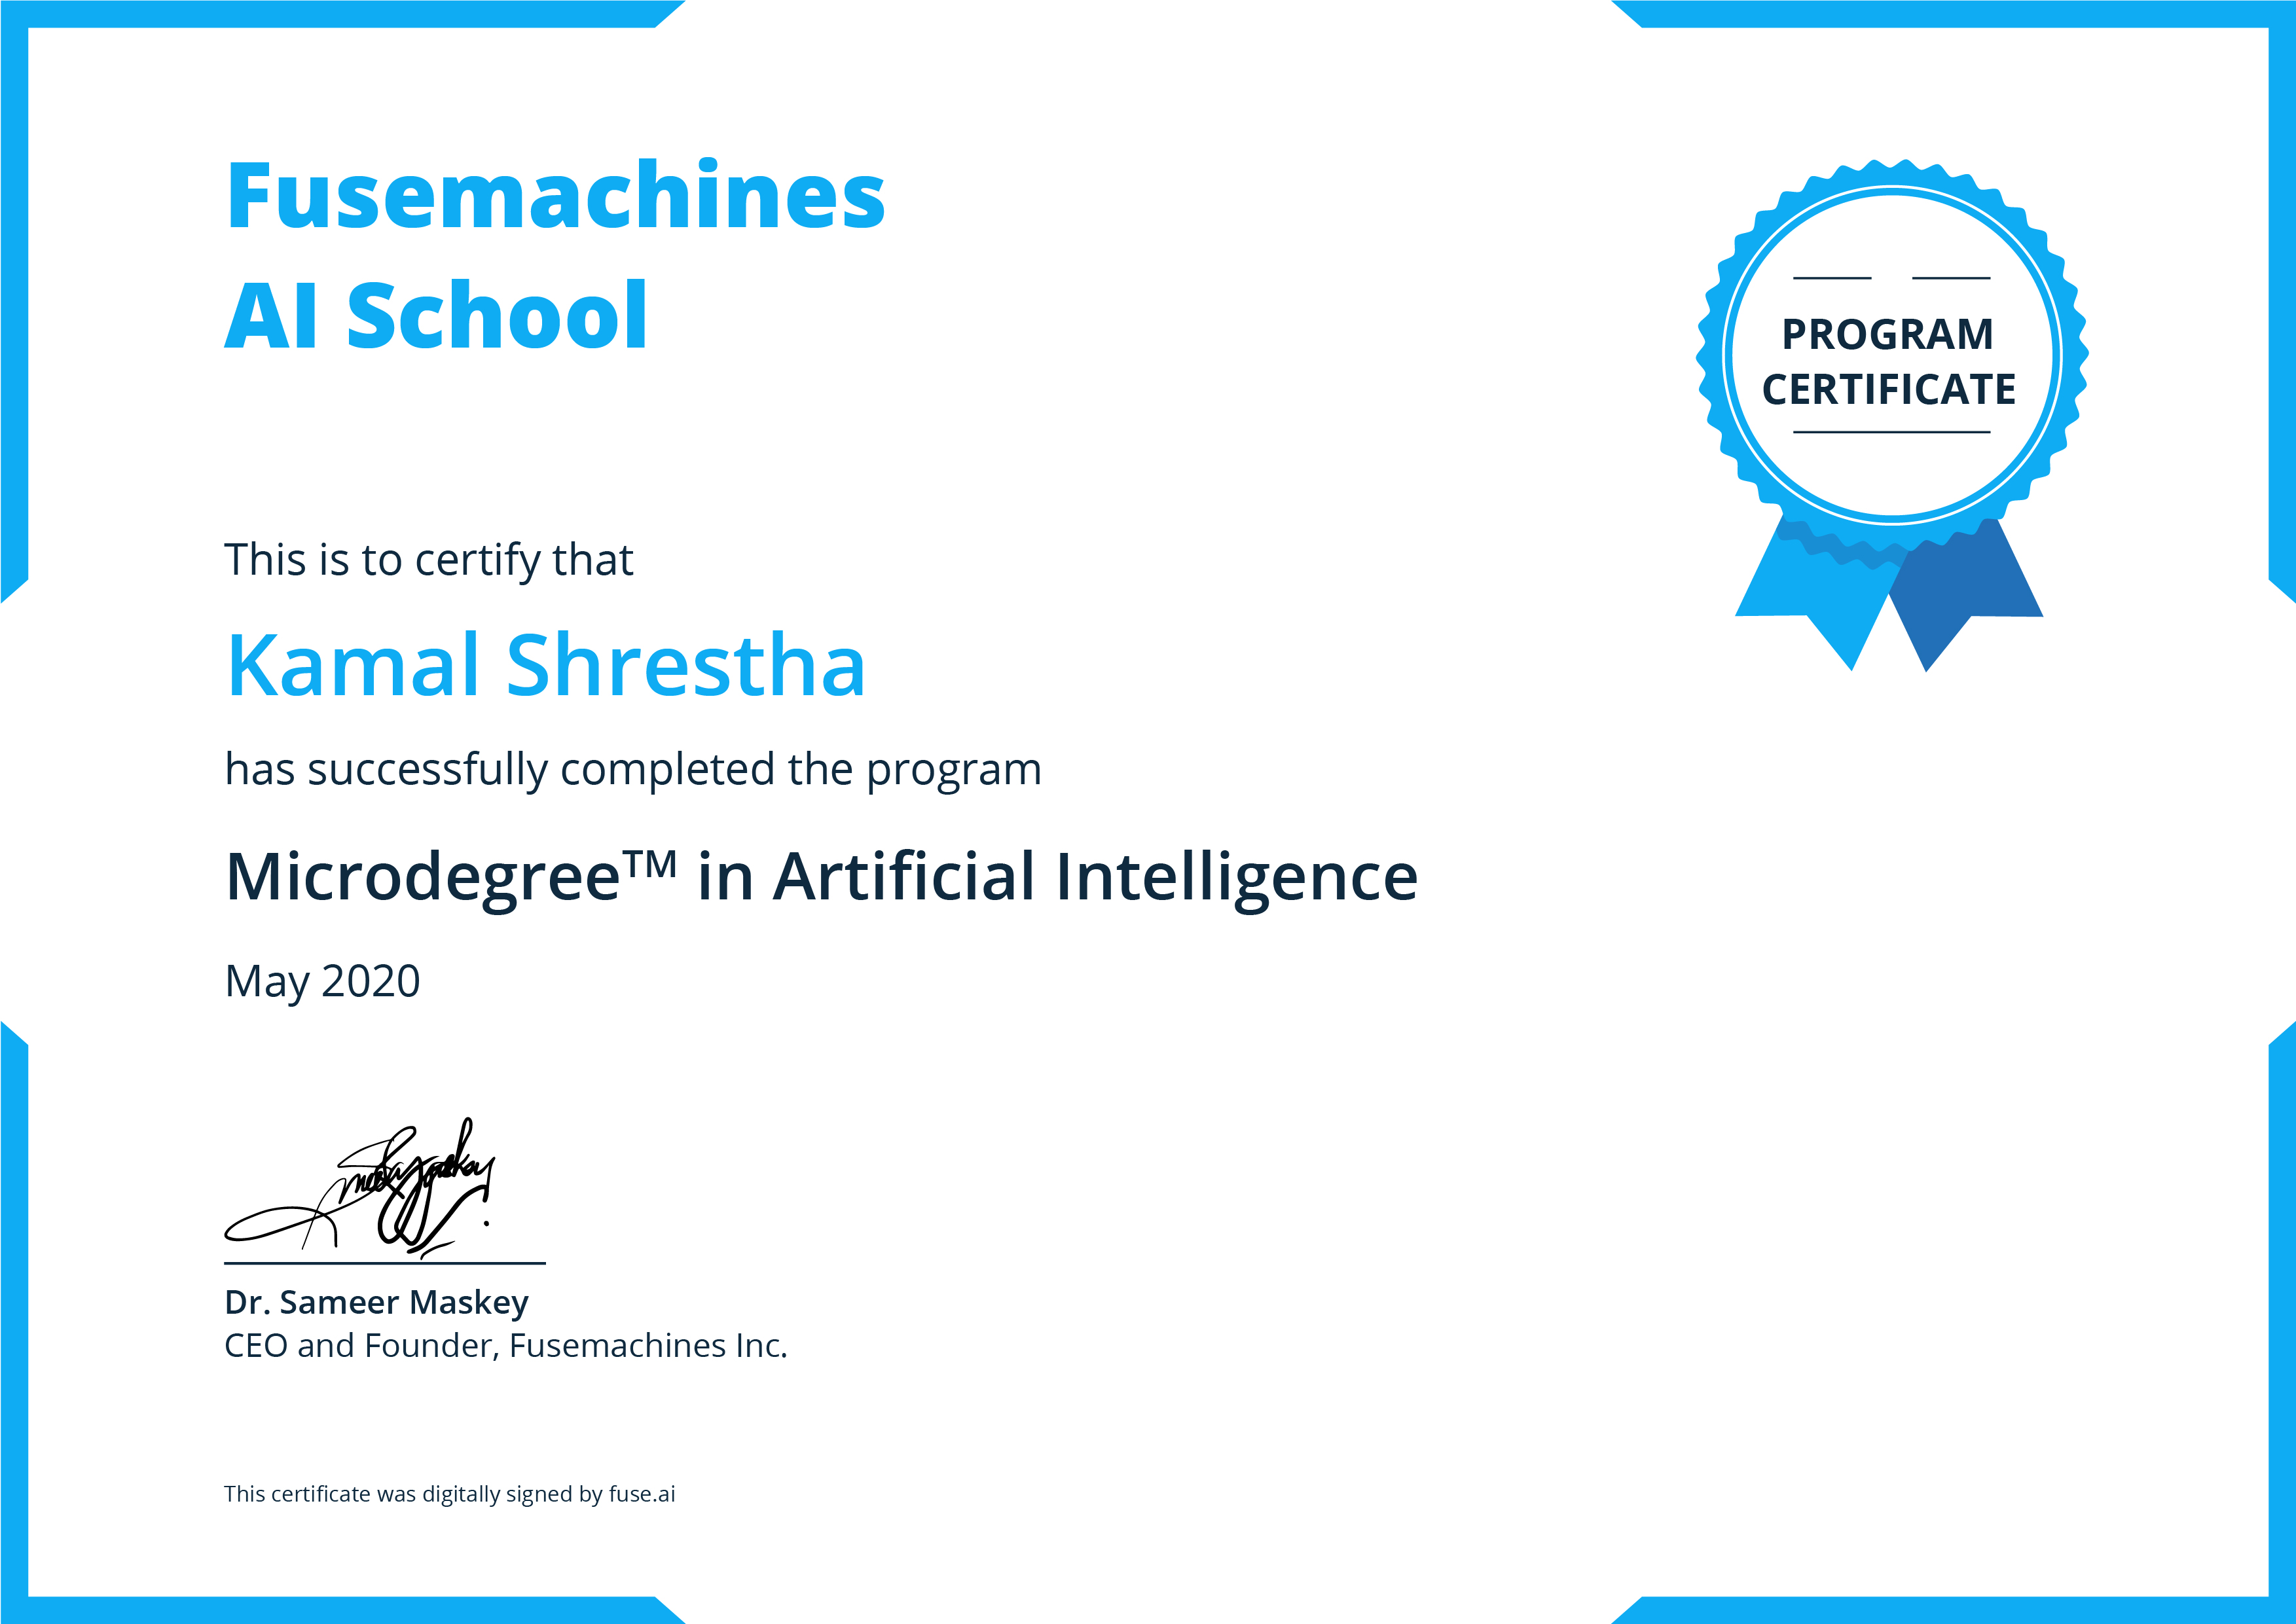 Fusemachines
AI School
PROGRAM
CERTIFICATE
This is to certify that
Kamal Shrestha
has successfully completed the program
Microdegree™ in Artificial Intelligence
May 2020
Dr. Sameer Maskey
CEO and Founder, Fusemachines Inc.
This certificate was digitally signed by fuse.ai